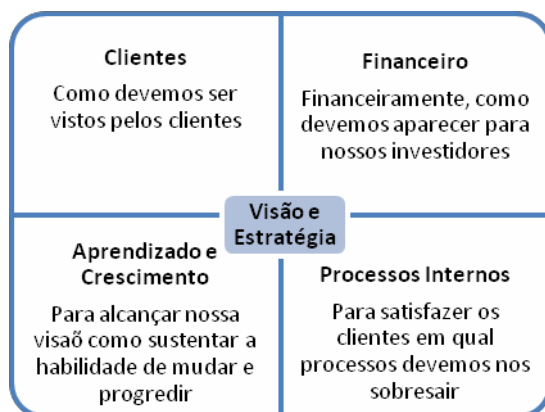 Clientes
Como devemos ser
vistos pelos clientes
Financeiro
Financeiramente, como
devemos aparecer para
nossos investidores
Visão e
Estratégia
Aprendizado e
Crescimento
Para alcançar nossa
visaõ como sustentar a
habilidade de mudar e
progredir
Processos Internos
Para satisfazer os
clientes em qual
processos devemos nos
sobresair